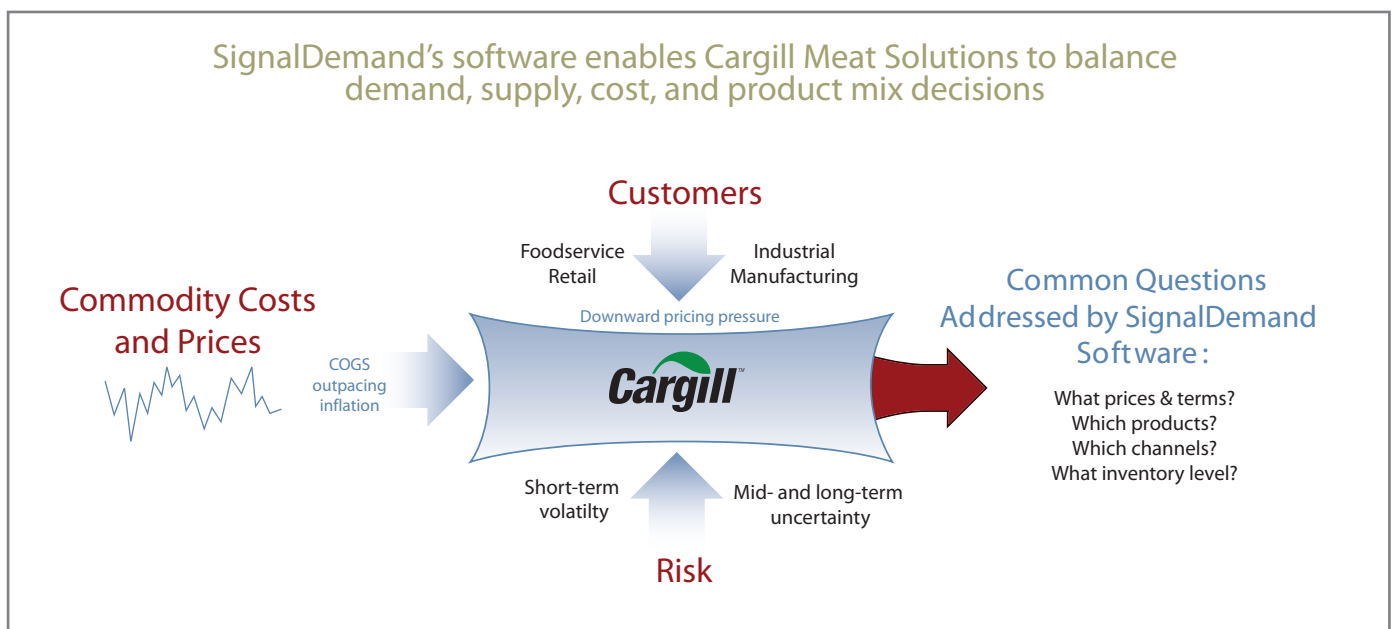 SignalDemand’s software enables Cargill Meat Solutions to balance
demand, supply, cost, and product mix decisions
Customers
Foodservice
Retail
Industrial
Manufacturing
Commodity Costs
and Prices
COGS
outpacing
inflation
Downward pricing pressure
Cargill™
Short-term
volatilty
Mid- and long-term
uncertainty
Risk
Common Questions
Addressed by SignalDemand
Software :
What prices & terms?
Which products?
Which channels?
What inventory level?